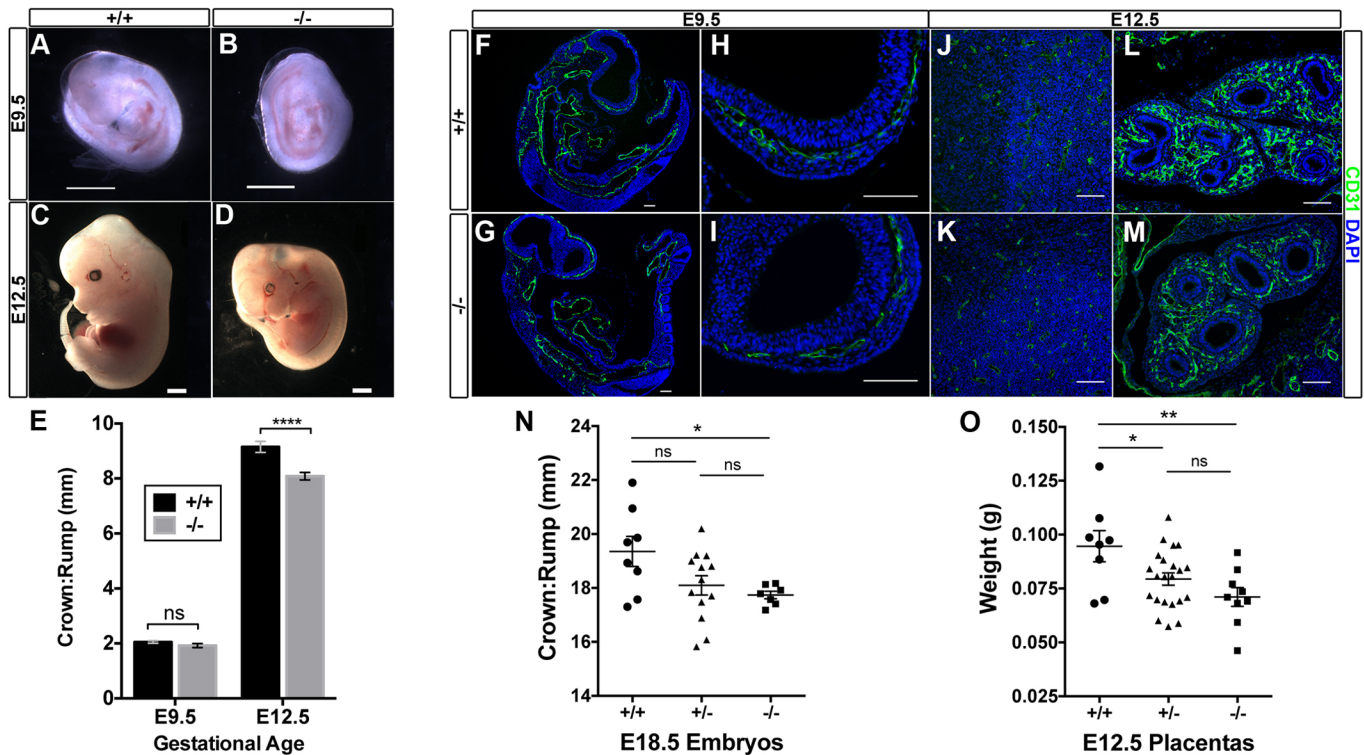 +/+
-/-
E9.5
E12.5
A
B
C
D
E9.5
E12.5
+/+
-/-
F
H
J
L
G
I
K
M
CD31 DAPI
E
Crown:Rump (mm)
10
8
6
4
2
0
+/+
-/-
ns
****
E9.5
E12.5
Gestational Age
N
Crown:Rump (mm)
24
22
20
18
16
14
*
ns
ns
+/+
+/-
-/-
E18.5 Embryos
O
Weight (g)
0.150
0.125
0.100
0.075
0.050
0.025
**
*
ns
+/+
+/-
-/-
E12.5 Placentas